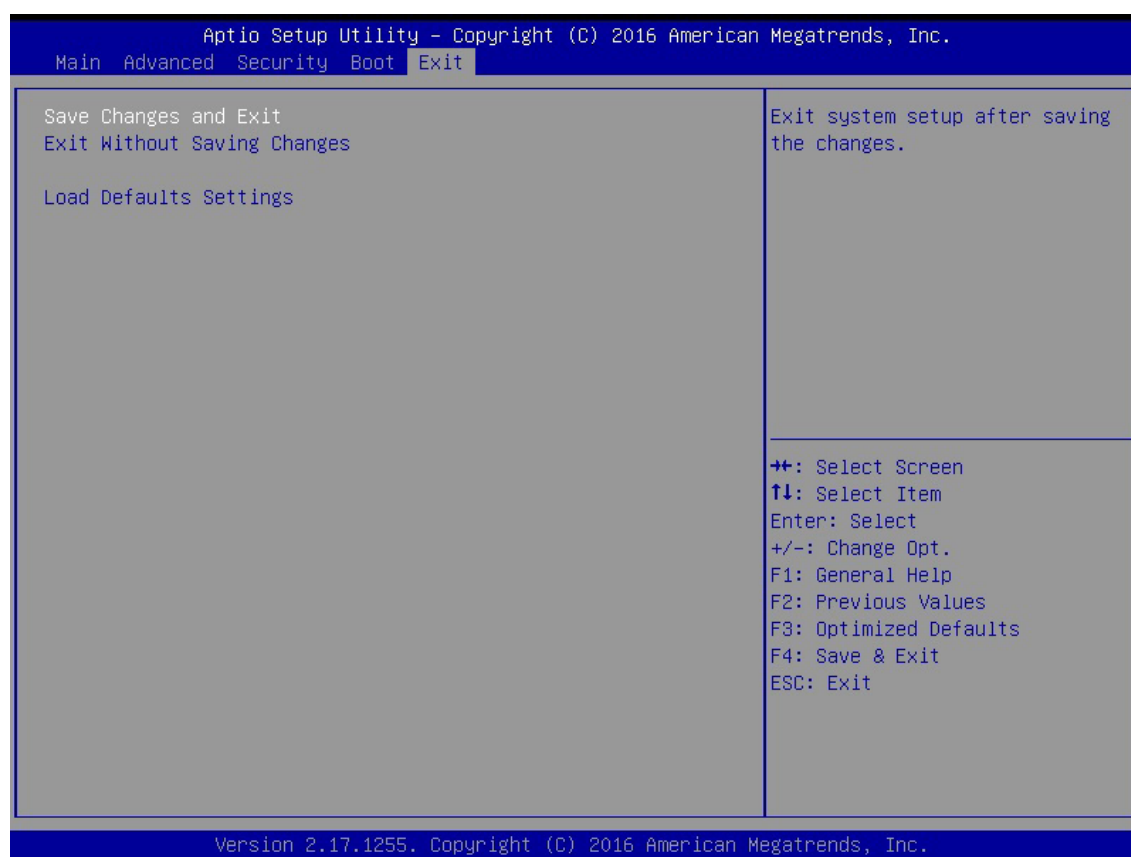 Aptio Setup Utility – Copyright (C) 2016 American Megatrends, Inc.
Main Advanced Security Boot Exit
Save Changes and Exit
Exit Without Saving Changes
Load Defaults Settings
Exit system setup after saving
the changes.
→←: Select Screen
↑↓: Select Item
Enter: Select
+/-: Change Opt.
F1: General Help
F2: Previous Values
F3: Optimized Defaults
F4: Save & Exit
ESC: Exit
Version 2.17.1255. Copyright (C) 2016 American Megatrends, Inc.